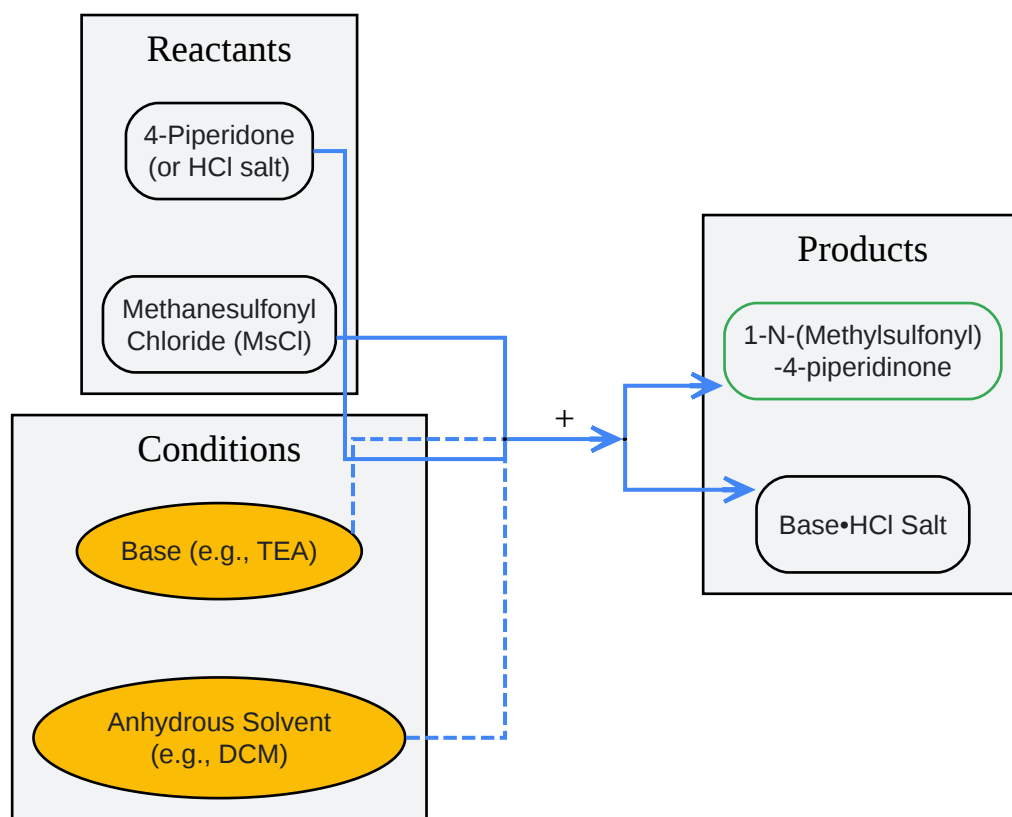 Reactants
4-Piperidone
(or HCl salt)
Methanesulfonyl
Chloride (MsCl)
Conditions
Base (e.g., TEA)
Anhydrous Solvent
(e.g., DCM)
+
Products
1-N-(Methylsulfonyl)
-4-piperidinone
Base•HCl Salt